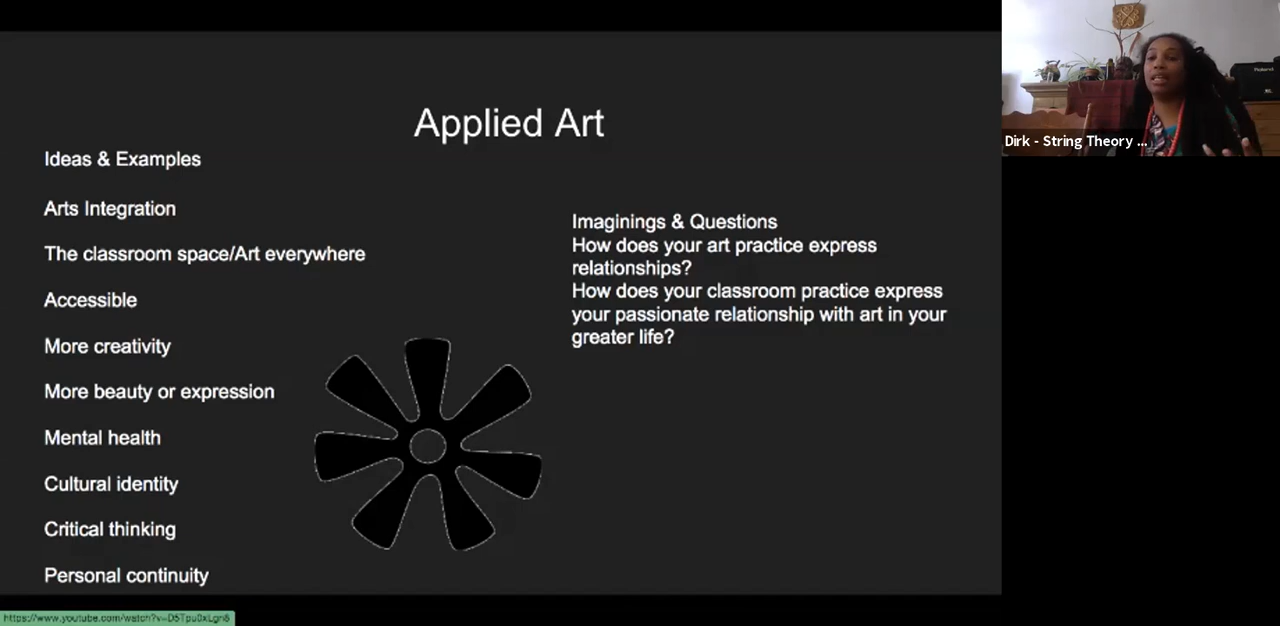 Applied Art
Ideas & Examples
Arts Integration
The classroom space/Art everywhere
Accessible
More creativity
More beauty or expression
Mental health
Cultural identity
Critical thinking
Personal continuity
Imaginings & Questions
How does your art practice express
relationships?
How does your classroom practice express
your passionate relationship with art in your
greater life?
Dirk - String Theory ...
Roland